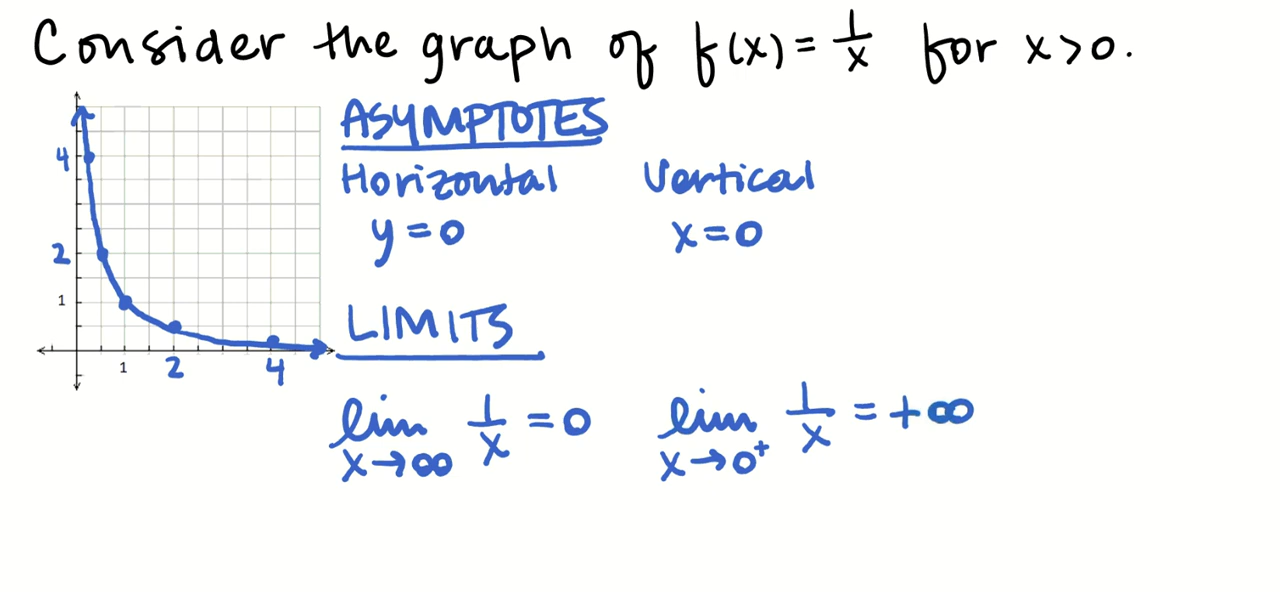 Consider the graph of f(x) = 1/x for x > 0.
ASYMPTOTES
Horizontal Vertical
y = 0 x = 0
4
2
1
1 2 4
LIMITS
lim x→∞ 1/x = 0 lim x→0⁺ 1/x = +∞